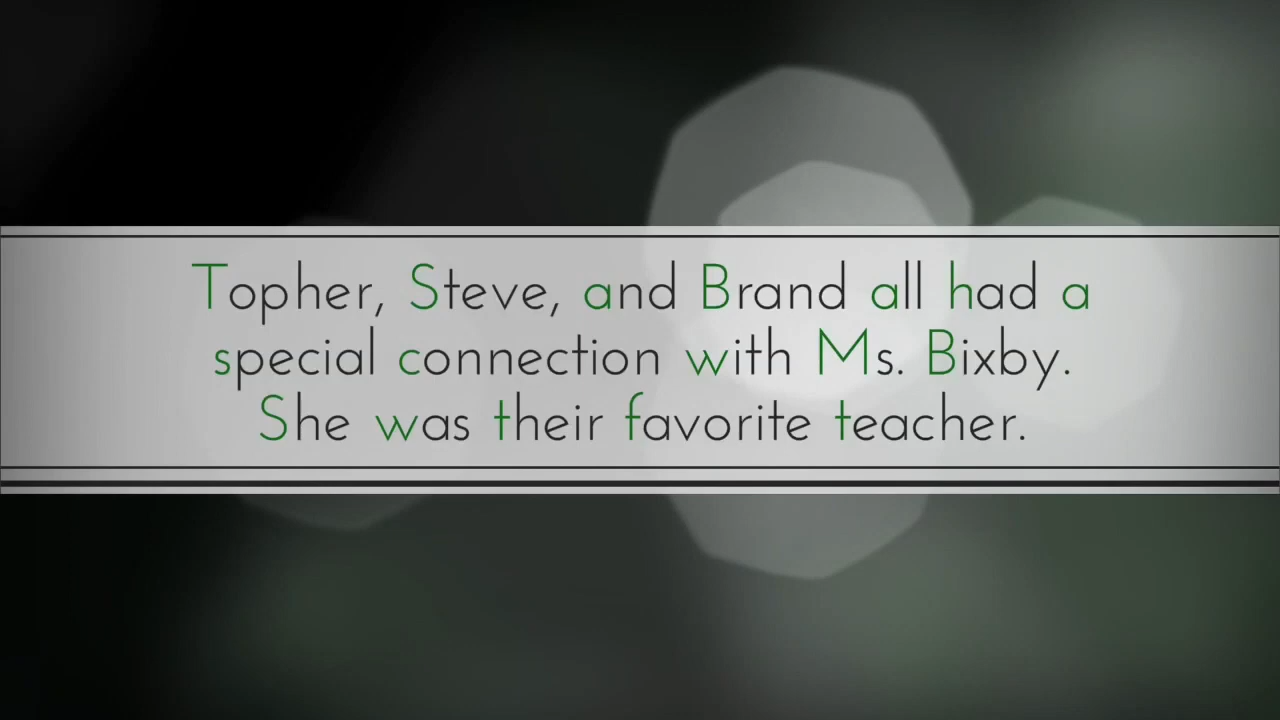 Topher, Steve, and Brand all had a
special connection with Ms. Bixby.
She was their favorite teacher.